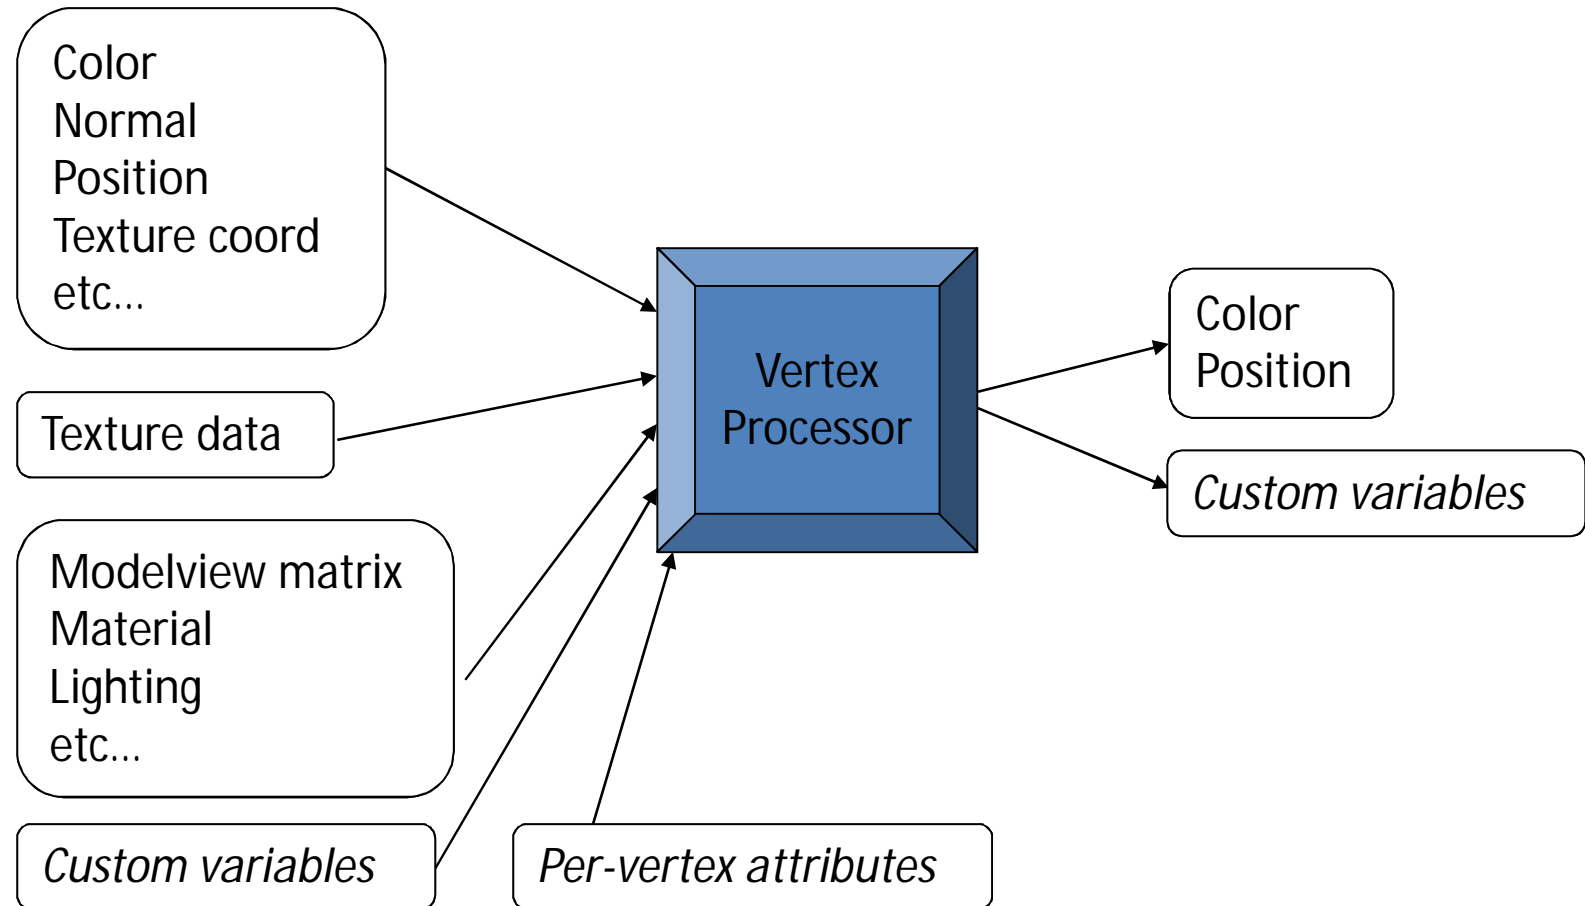 Color
Normal
Position
Texture coord
etc...
Texture data
Modelview matrix
Material
Lighting
etc...
Custom variables
Per-vertex attributes
Vertex
Processor
Color
Position
Custom variables